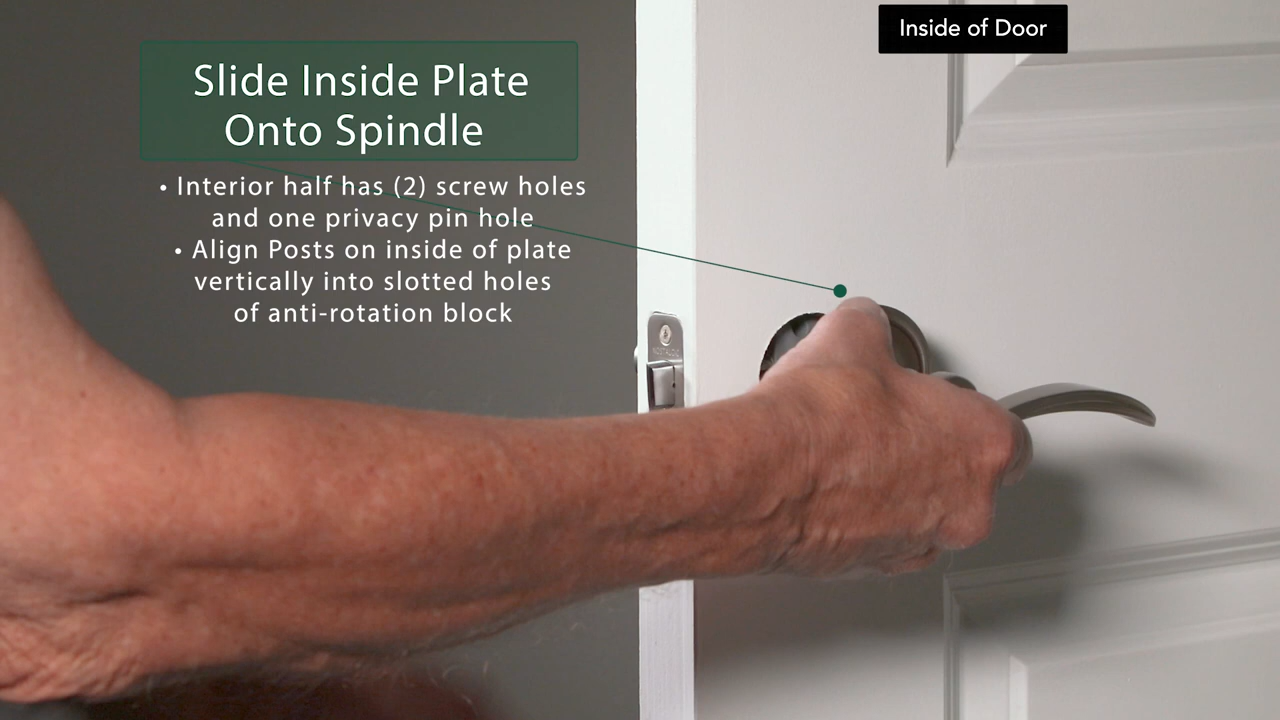 Inside of Door
Slide Inside Plate
Onto Spindle
• Interior half has (2) screw holes
and one privacy pin hole
• Align Posts on inside of plate
vertically into slotted holes
of anti-rotation block